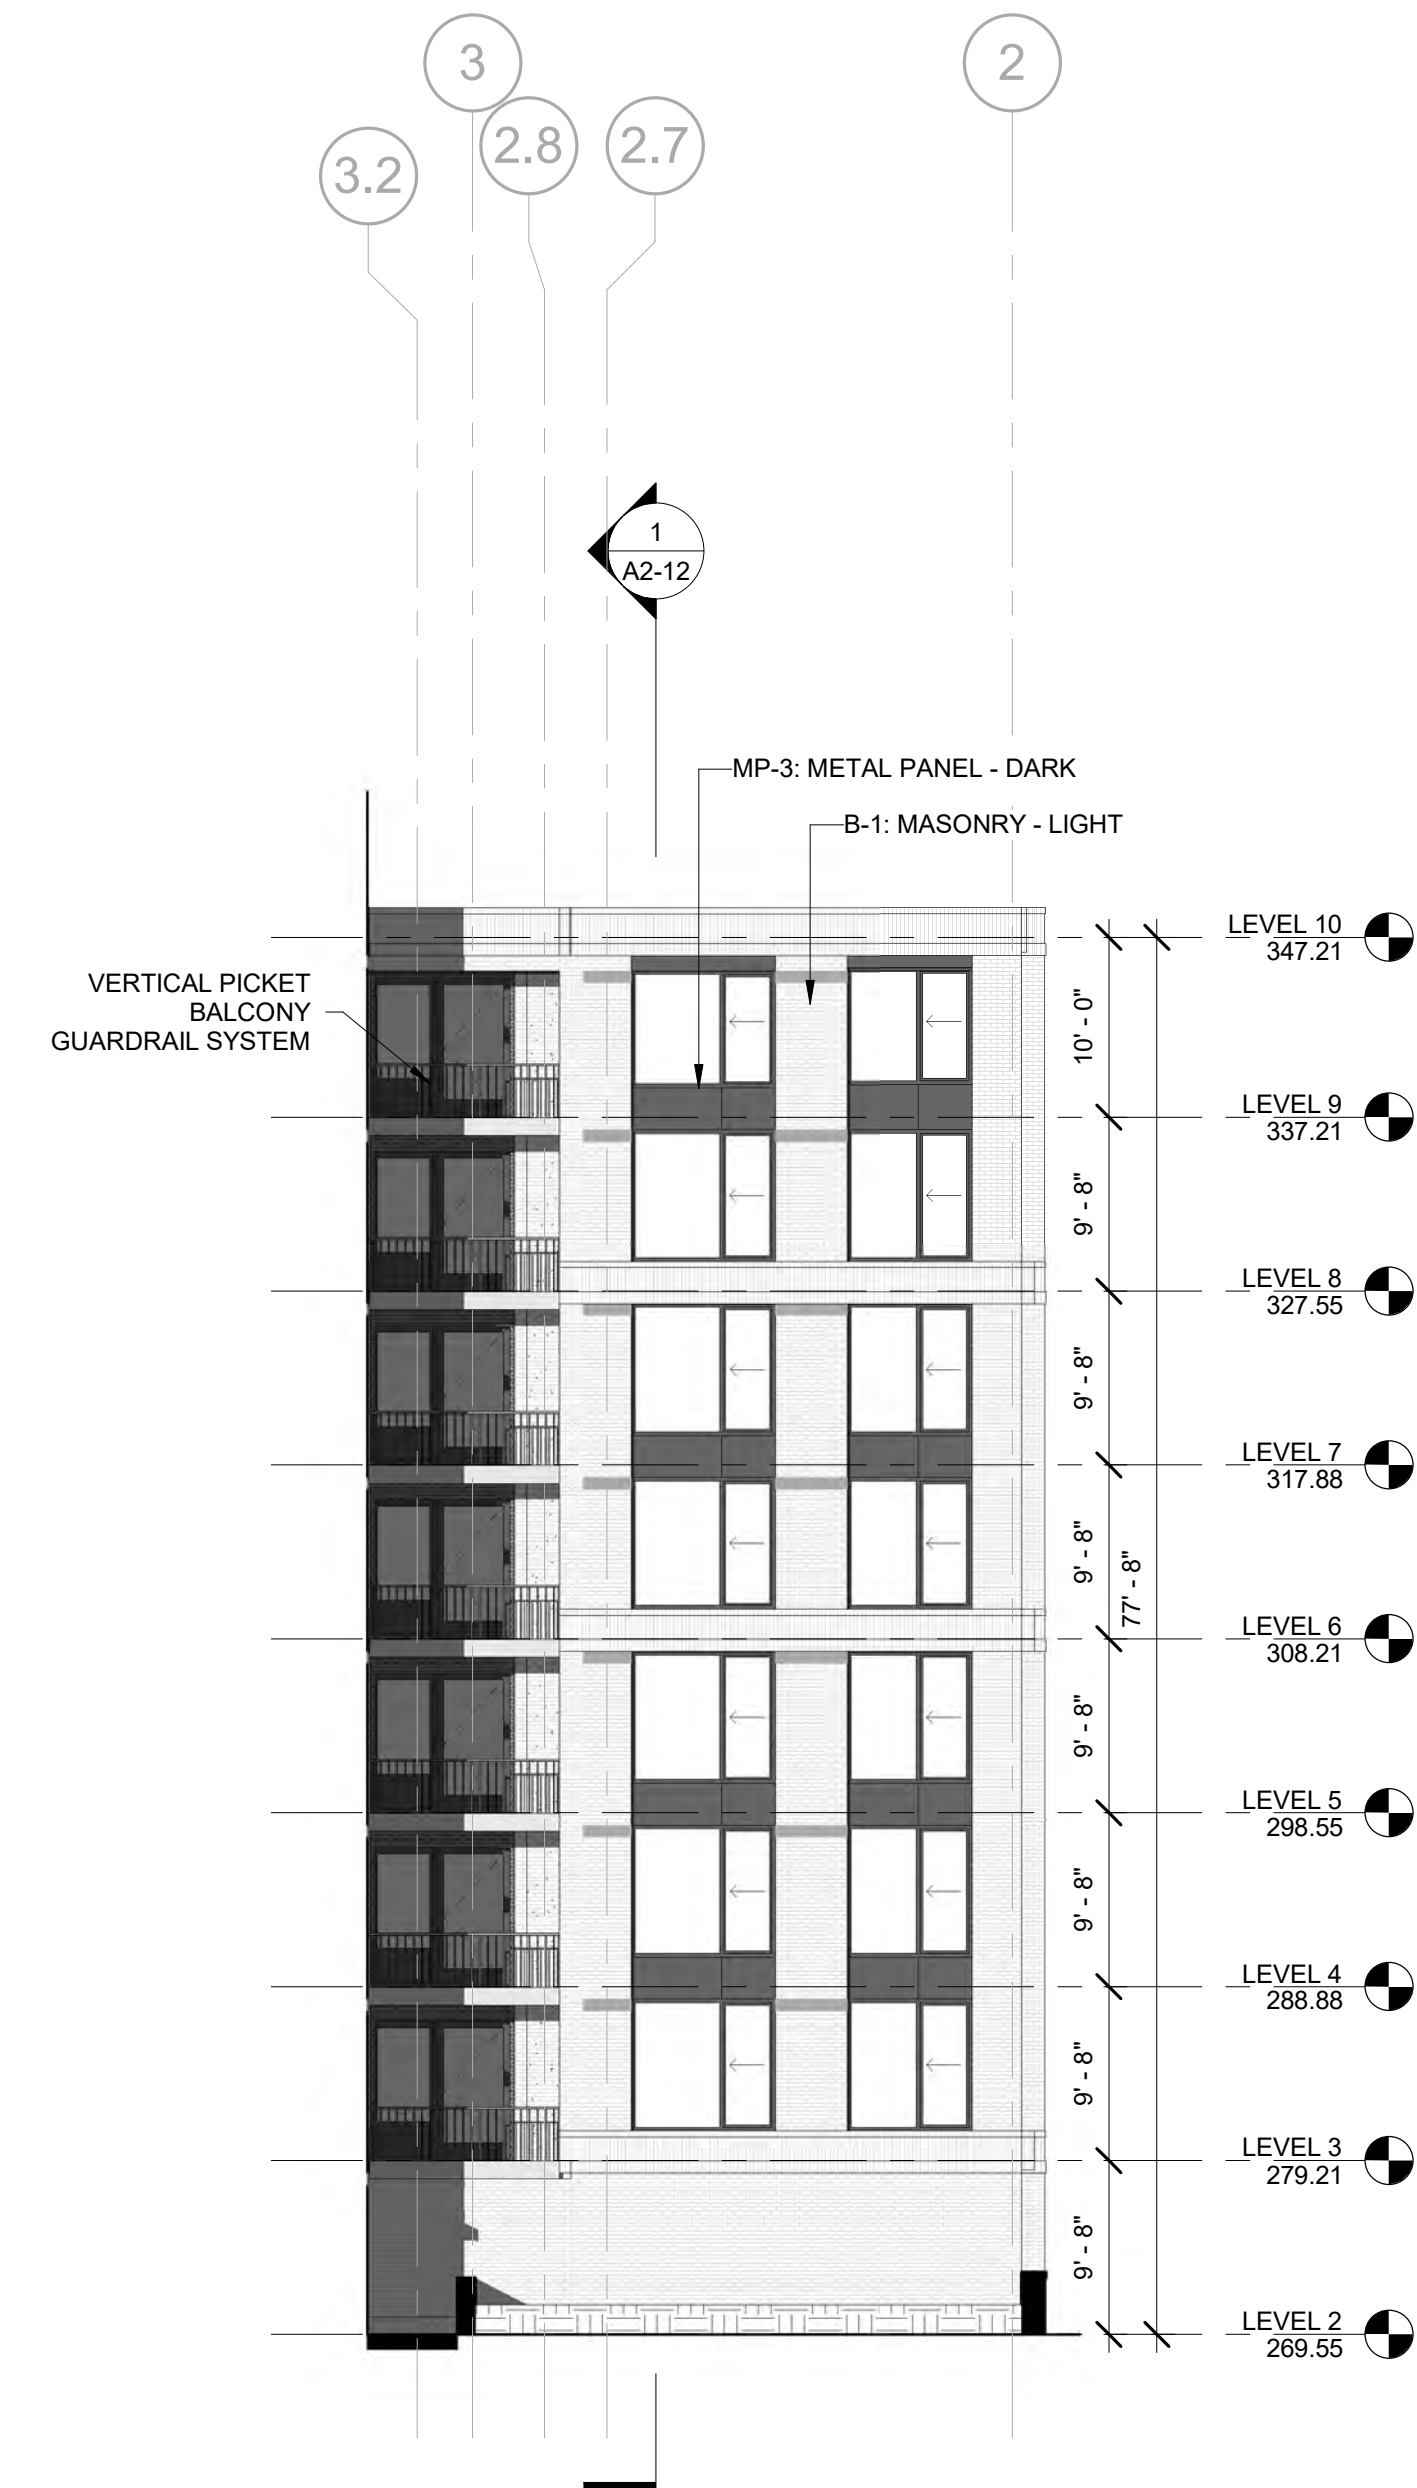 3
2
2.8
2.7
3.2
1
A2-12
MP-3: METAL PANEL - DARK
B-1: MASONRY - LIGHT
LEVEL 10
347.21
VERTICAL PICKET
BALCONY
GUARDRAIL SYSTEM
10' - 0"
LEVEL 9
337.21
9' - 8"
LEVEL 8
327.55
9' - 8"
LEVEL 7
317.88
9' - 8"
77' - 8"
LEVEL 6
308.21
9' - 8"
LEVEL 5
298.55
9' - 8"
LEVEL 4
288.88
9' - 8"
LEVEL 3
279.21
9' - 8"
LEVEL 2
269.55